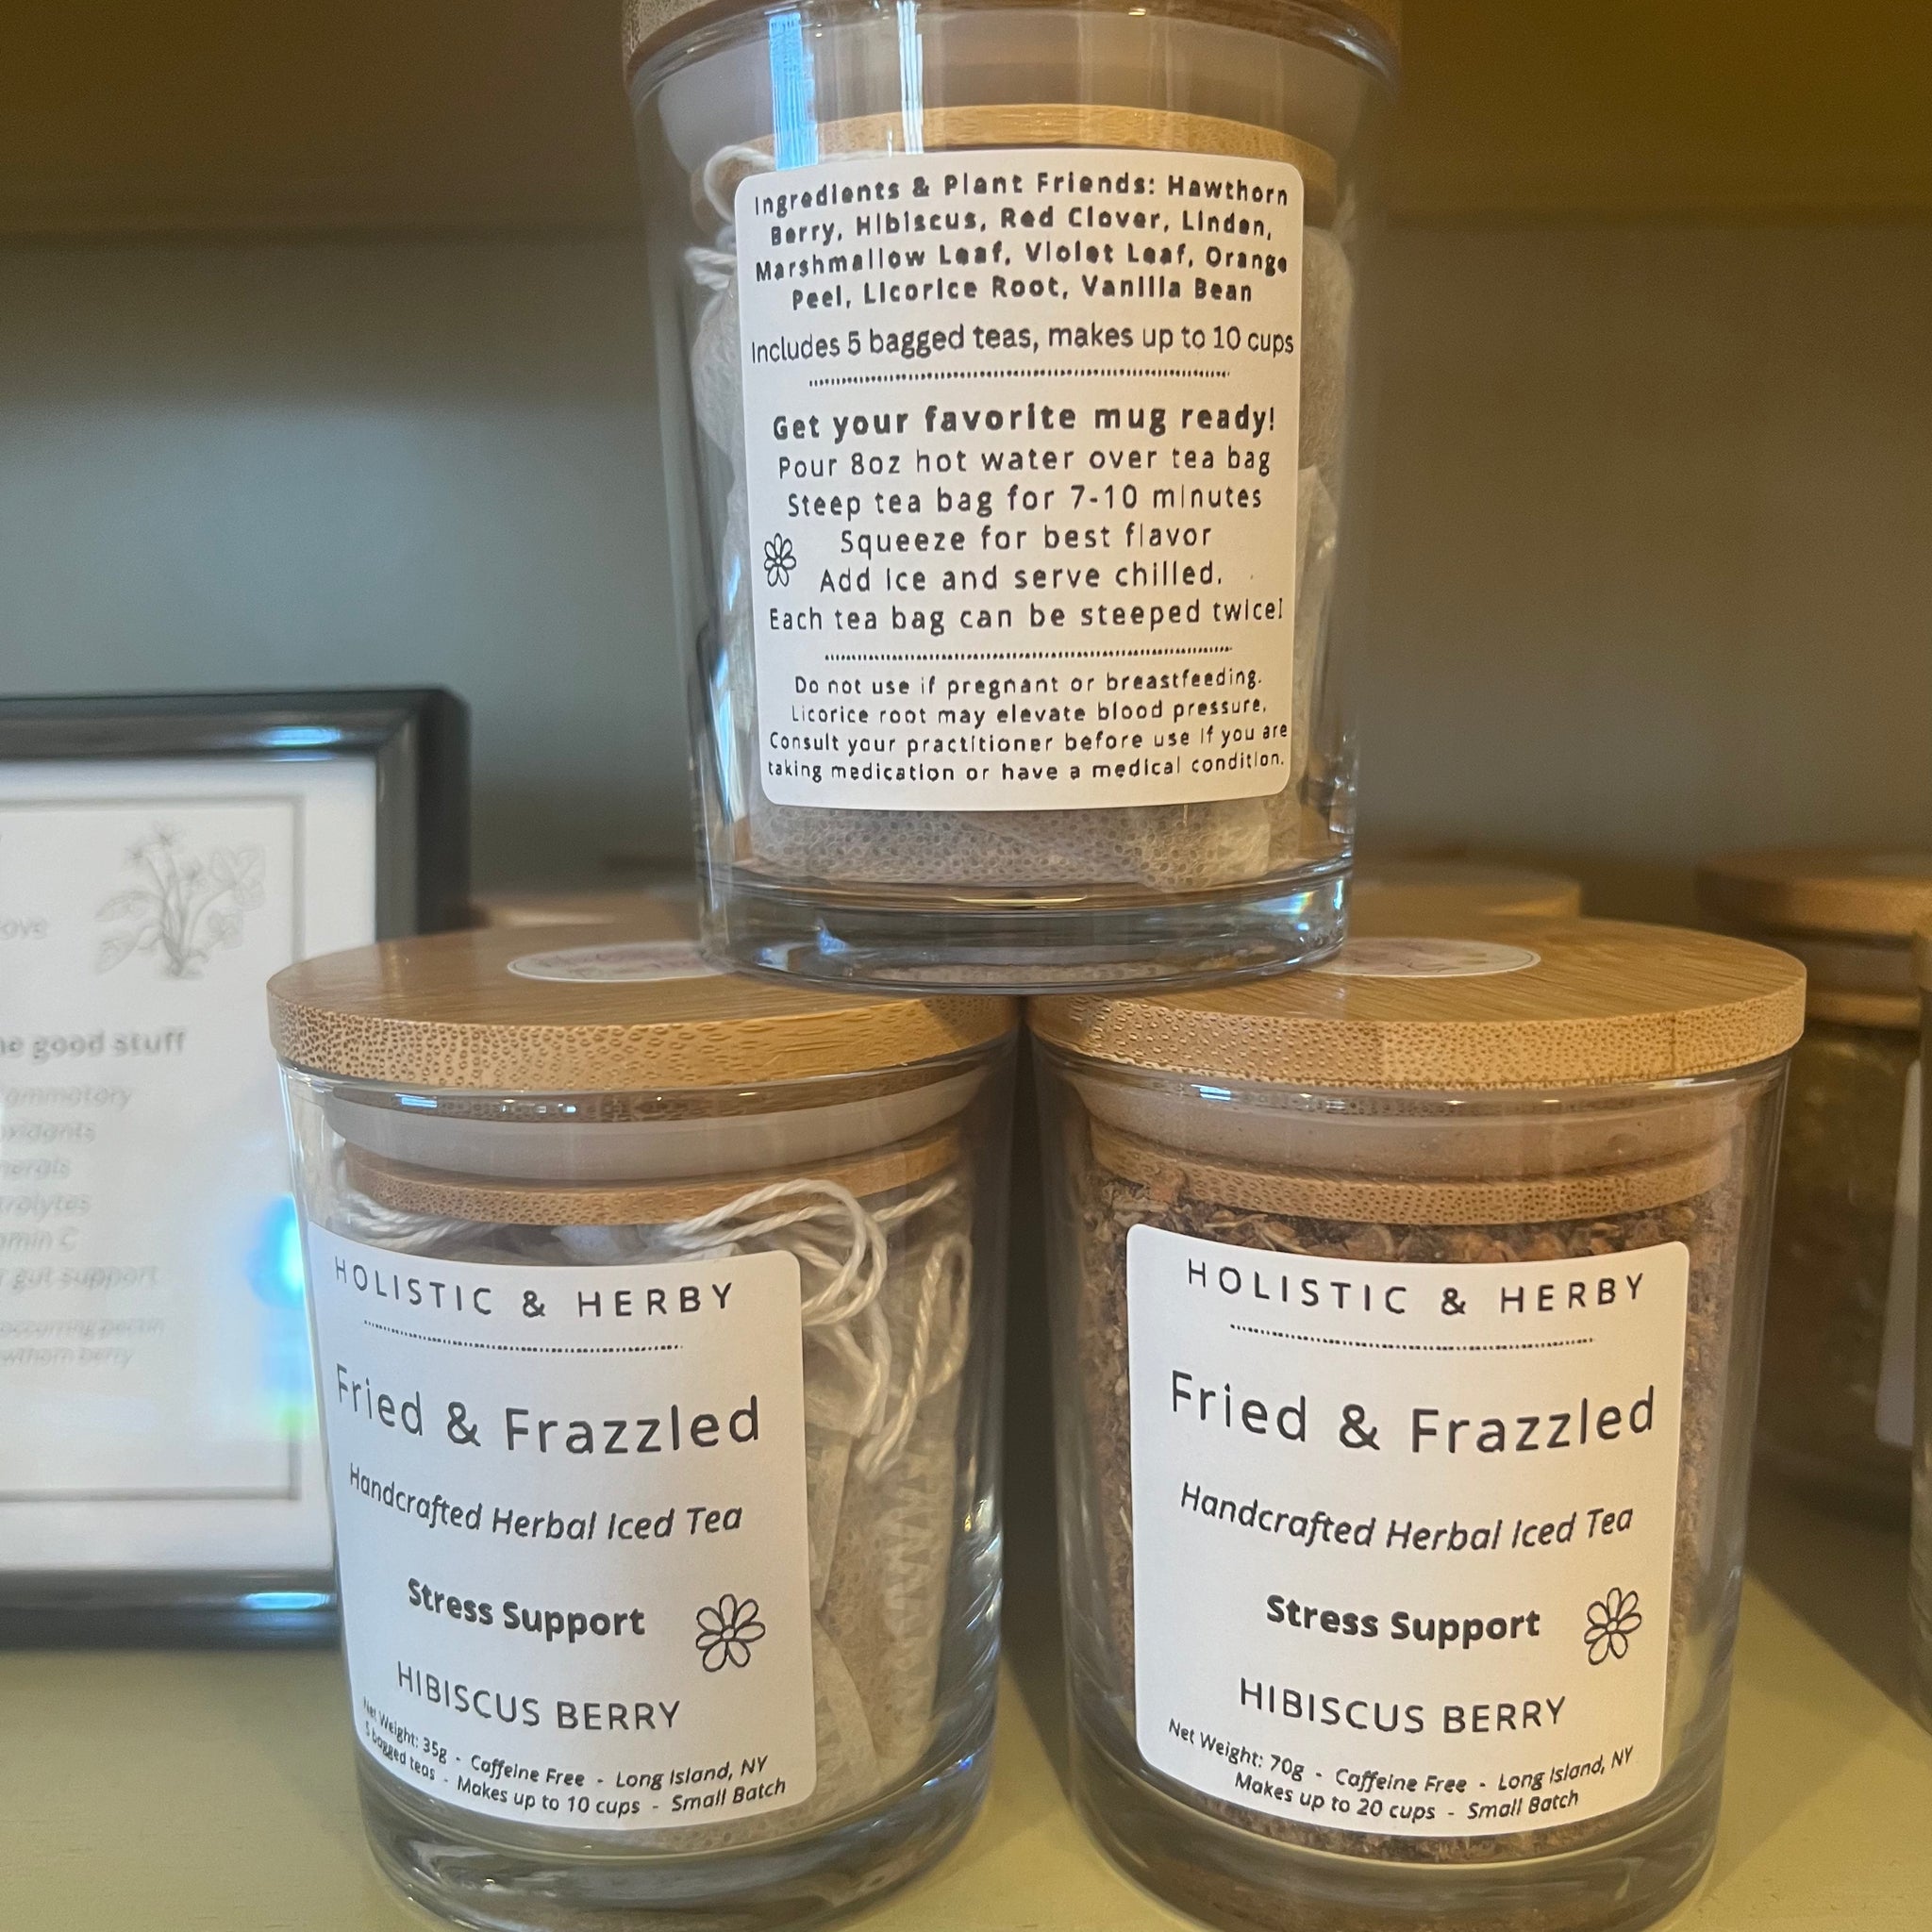 Ingredients & Plant Friends: Hawthorn
Berry, Hibiscus, Red Clover, Linden,
Marshmallow Leaf, Violet Leaf, Orange
Peel, Licorice Root, Vanilla Bean
Includes 5 bagged teas, makes up to 10 cups
Get your favorite mug ready!
Pour 8oz hot water over tea bag
Steep tea bag for 7-10 minutes
Squeeze for best flavor
Add ice and serve chilled.
Each tea bag can be steeped twice!
Do not use if pregnant or breastfeeding.
Licorice root may elevate blood pressure.
Consult your practitioner before use if you are
taking medication or have a medical condition.
good stuff
C
gut support
berry
HOLISTIC & HERBY
Fried & Frazzled
Handcrafted Herbal Iced Tea
Stress Support
HIBISCUS BERRY
Net Weight: 35g - Caffeine Free - Long Island, NY
5 bagged teas - Makes up to 10 cups - Small Batch
HOLISTIC & HERBY
Fried & Frazzled
Handcrafted Herbal Iced Tea
Stress Support
HIBISCUS BERRY
Net Weight: 70g - Caffeine Free - Long Island, NY
Makes up to 20 cups - Small Batch